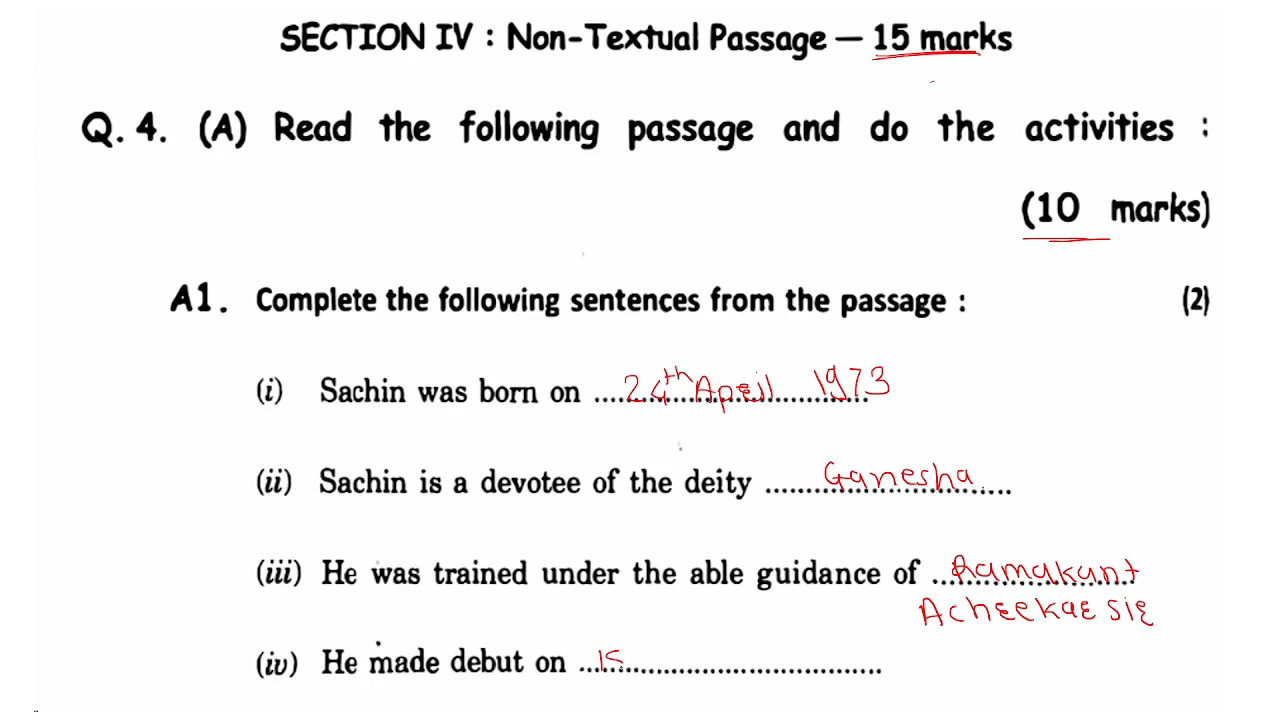 SECTION IV : Non-Textual Passage — 15 marks
Q. 4. (A) Read the following passage and do the activities :
(10 marks)
A1. Complete the following sentences from the passage : (2)
(i) Sachin was born on ....24th April 1973
(ii) Sachin is a devotee of the deity ....Ganesha....
(iii) He was trained under the able guidance of ...Ramakant
Achrekar Sir
(iv) He made debut on ...15................................